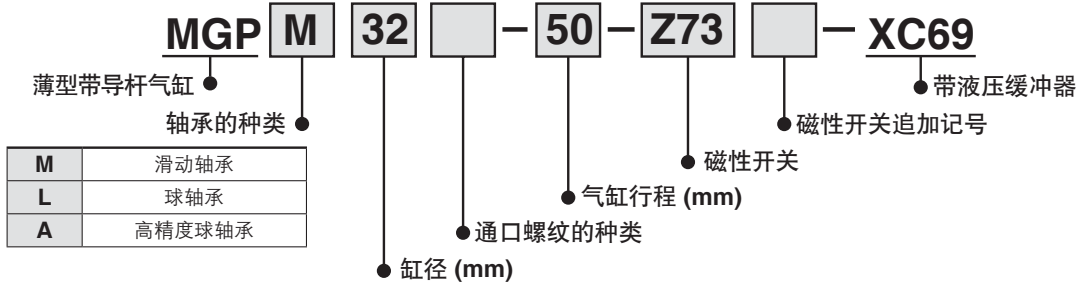 MGP M 32 - 50 - Z73 - XC69
薄型带导杆气缸
带液压缓冲器
轴承的种类
磁性开关追加记号
M 滑动轴承
磁性开关
L 球轴承
气缸行程 (mm)
A 高精度球轴承
通口螺纹的种类
缸径 (mm)